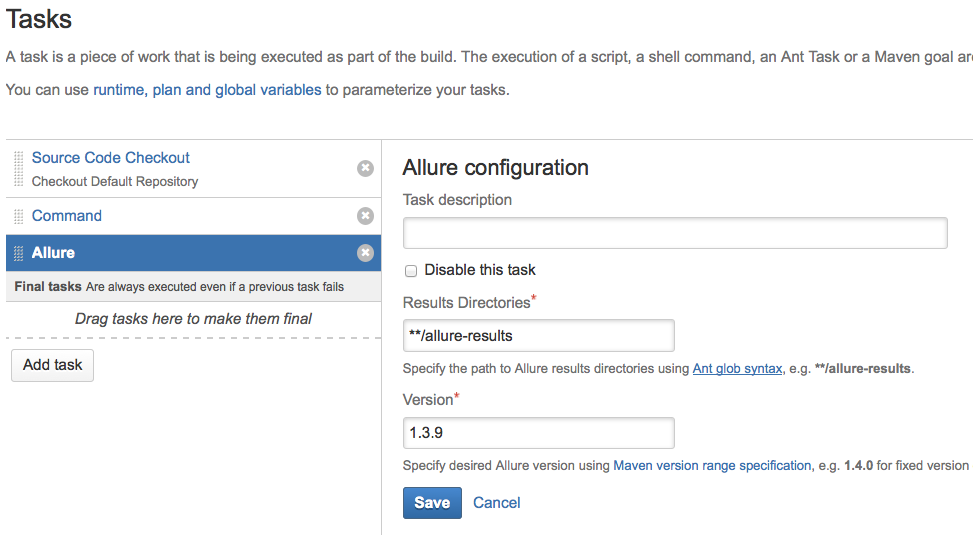 Tasks
A task is a piece of work that is being executed as part of the build. The execution of a script, a shell command, an Ant Task or a Maven goal are
You can use runtime, plan and global variables to parameterize your tasks.
Source Code Checkout
Checkout Default Repository
Command
Allure
Final tasks Are always executed even if a previous task fails
Drag tasks here to make them final
Add task
Allure configuration
Task description
Disable this task
Results Directories*
**/allure-results
Specify the path to Allure results directories using Ant glob syntax, e.g. **/allure-results.
Version*
1.3.9
Specify desired Allure version using Maven version range specification, e.g. 1.4.0 for fixed version
Save Cancel